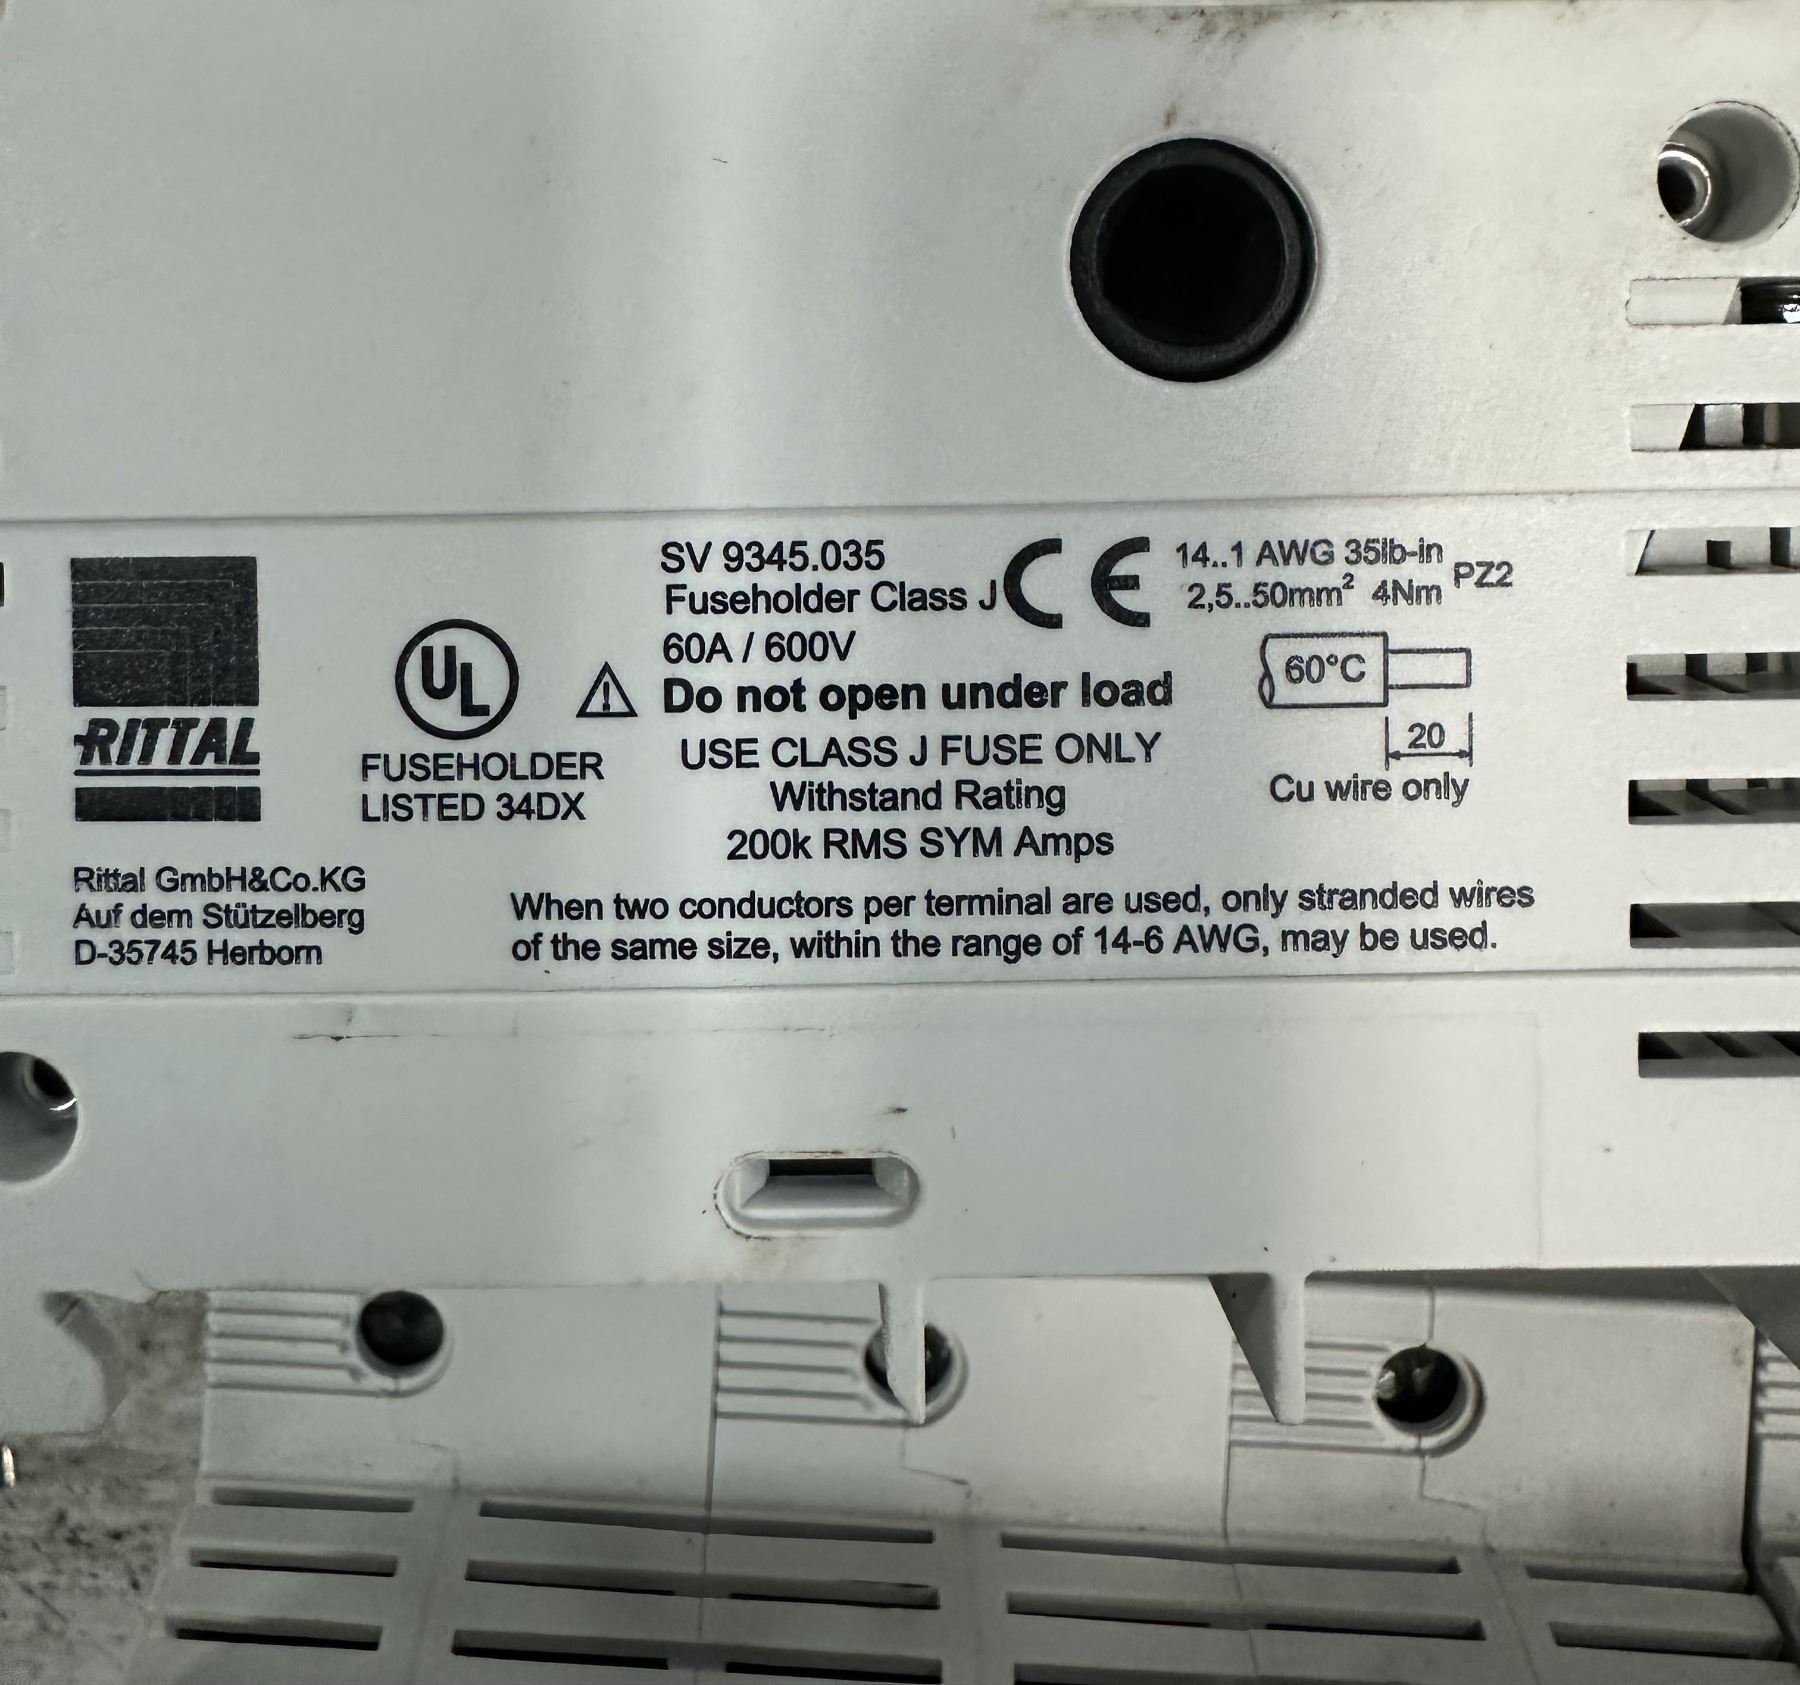 RITTAL
Rittal GmbH&Co.KG
Auf dem Stützelberg
D-35745 Herborn
UL
FUSEHOLDER
LISTED 34DX
SV 9345.035
Fuseholder Class J
60A / 600V
Do not open under load
USE CLASS J FUSE ONLY
Withstand Rating
200k RMS SYM Amps
CE
14..1 AWG 35lb-in
2,5..50mm² 4Nm
PZ2
60°C
20
Cu wire only
When two conductors per terminal are used, only stranded wires
of the same size, within the range of 14-6 AWG, may be used.